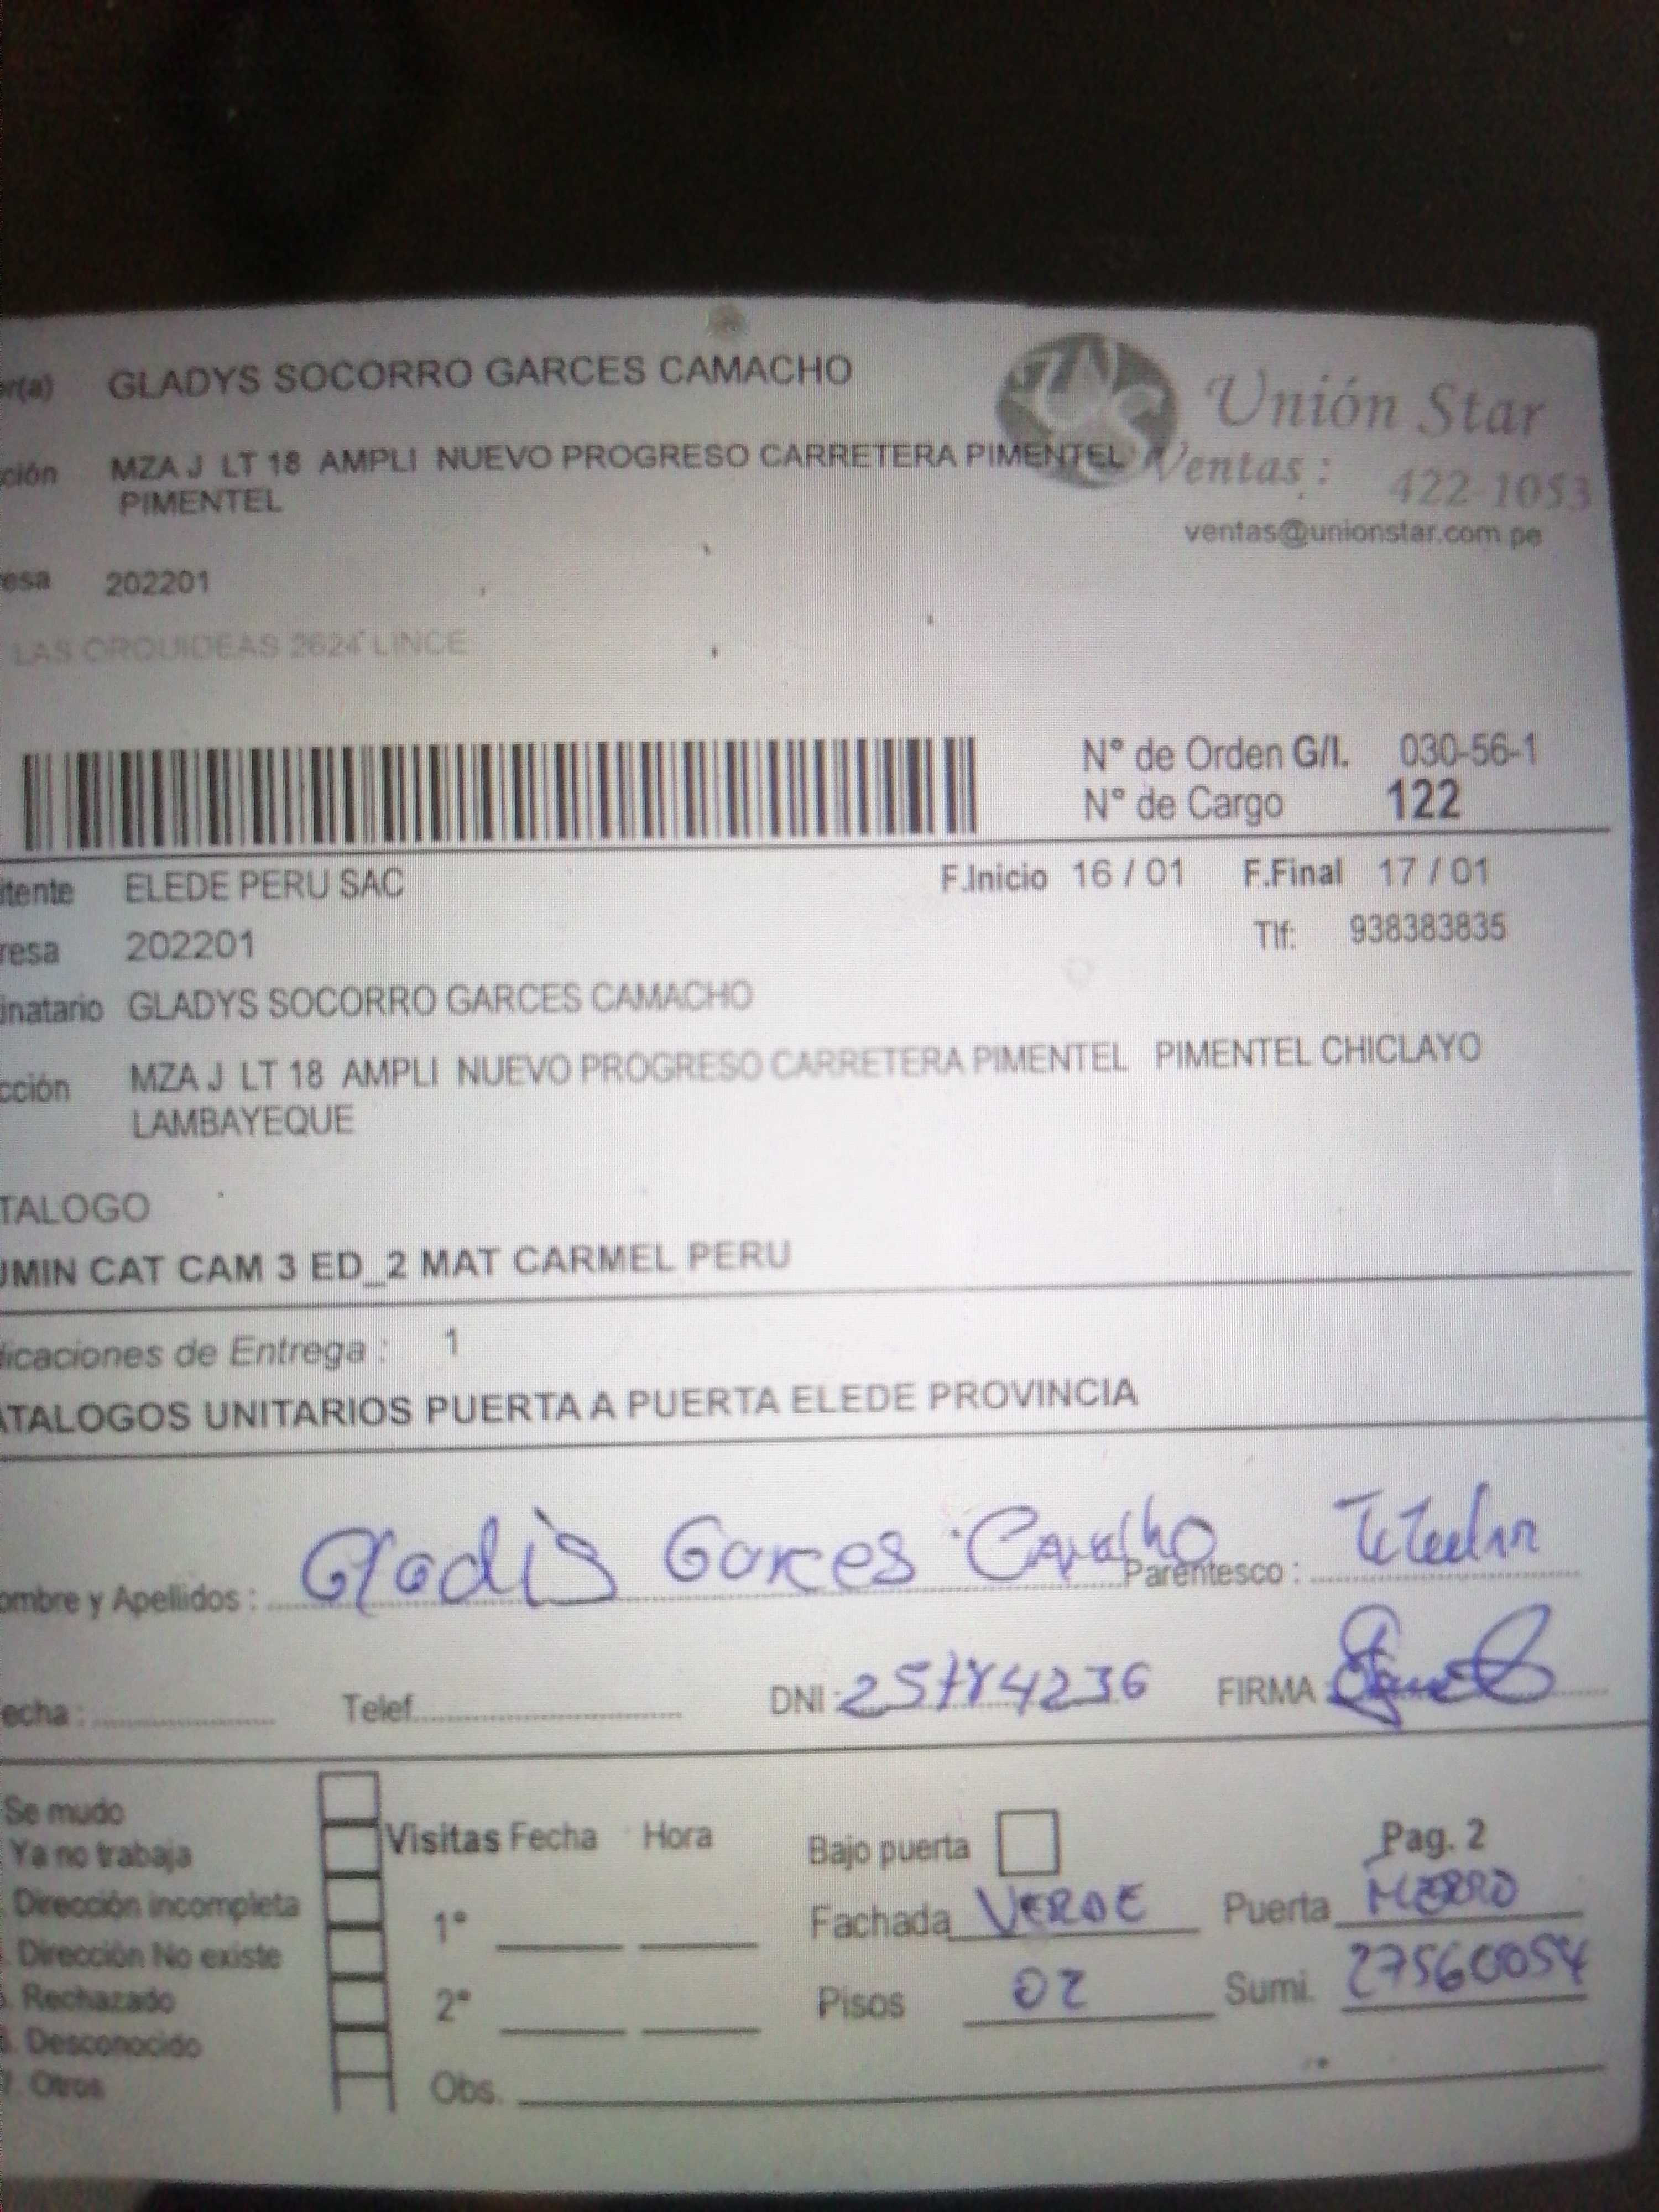 er(a) GLADYS SOCORRO GARCES CAMACHO
Unión Star
cción MZA J LT 18 AMPLI NUEVO PROGRESO CARRETERA PIMENTEL
PIMENTEL
Ventas : 422-1053
ventas@unionstar.com.pe
esa 202201
LAS ORQUIDEAS 2624 LINCE
N° de Orden G/I. 030-56-1
N° de Cargo 122
itente ELEDE PERU SAC F.Inicio 16 / 01 F.Final 17 / 01
resa 202201 Tlf: 938383835
inatario GLADYS SOCORRO GARCES CAMACHO
cción MZA J LT 18 AMPLI NUEVO PROGRESO CARRETERA PIMENTEL PIMENTEL CHICLAYO
LAMBAYEQUE
TALOGO
UMIN CAT CAM 3 ED_2 MAT CARMEL PERU
dicaciones de Entrega : 1
ATALOGOS UNITARIOS PUERTA A PUERTA ELEDE PROVINCIA
ombre y Apellidos : Gladis Garces Parentesco :
echa : Telef. DNI : FIRMA
Se mudo
Ya no trabaja
Dirección incompleta
Dirección No existe
Rechazado
Desconocido
7. Otros
Visitas Fecha Hora
1°
2°
Obs.
Bajo puerta Pag. 2
Fachada VERDE Puerta
Pisos 02 Sumi. 27560054